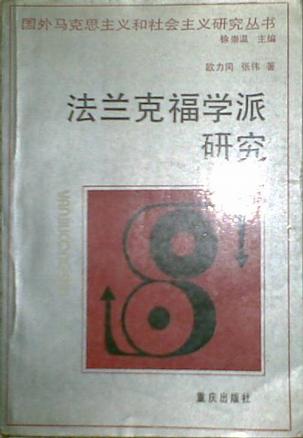 国外马克思主义和社会主义研究丛书
徐崇温 主编
欧力同 张伟 著
法兰克福学派
研究
重庆出版社